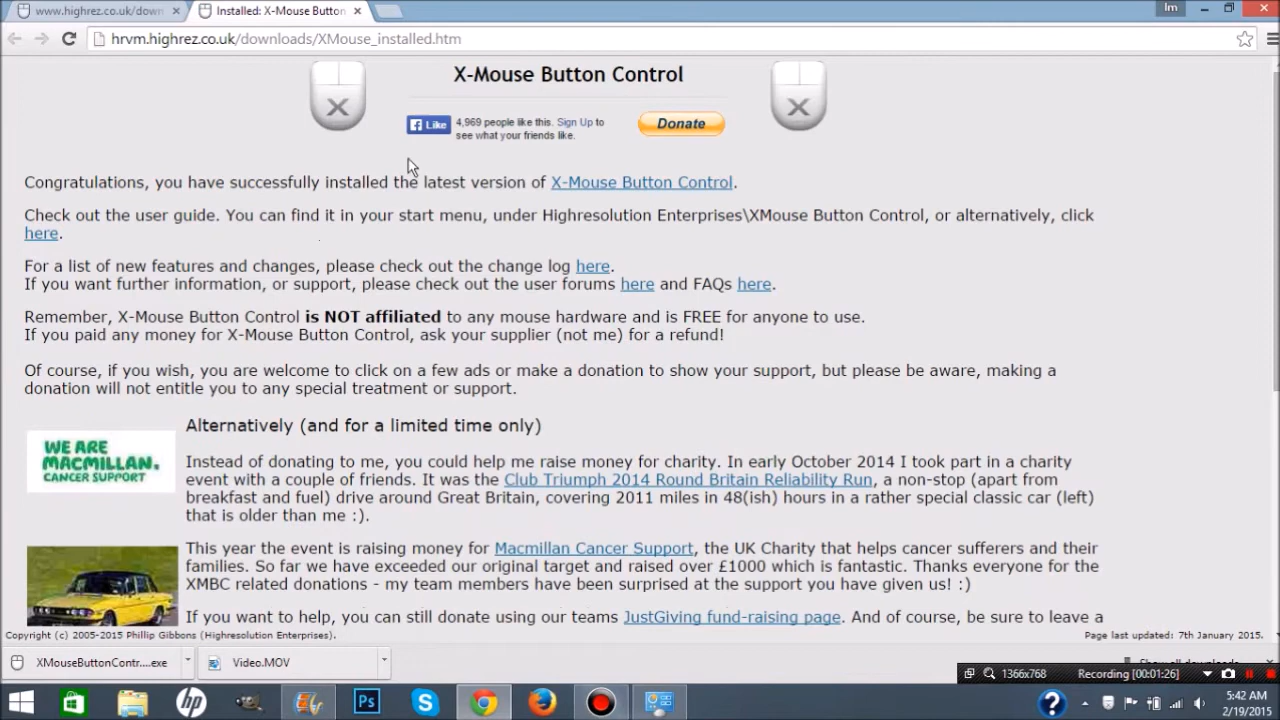 www.highrez.co.uk/down
Installed: X-Mouse Button
Im
hrvm.highrez.co.uk/downloads/XMouse_installed.htm
X-Mouse Button Control
X
X
Like
4,969 people like this. Sign Up to
see what your friends like.
Donate
Congratulations, you have successfully installed the latest version of X-Mouse Button Control.
Check out the user guide. You can find it in your start menu, under Highresolution Enterprises\XMouse Button Control, or alternatively, click
here.
For a list of new features and changes, please check out the change log here.
If you want further information, or support, please check out the user forums here and FAQs here.
Remember, X-Mouse Button Control is NOT affiliated to any mouse hardware and is FREE for anyone to use.
If you paid any money for X-Mouse Button Control, ask your supplier (not me) for a refund!
Of course, if you wish, you are welcome to click on a few ads or make a donation to show your support, but please be aware, making a
donation will not entitle you to any special treatment or support.
Alternatively (and for a limited time only)
WE ARE
MACMILLAN.
CANCER SUPPORT
Instead of donating to me, you could help me raise money for charity. In early October 2014 I took part in a charity
event with a couple of friends. It was the Club Triumph 2014 Round Britain Reliability Run, a non-stop (apart from
breakfast and fuel) drive around Great Britain, covering 2011 miles in 48(ish) hours in a rather special classic car (left)
that is older than me :).
This year the event is raising money for Macmillan Cancer Support, the UK Charity that helps cancer sufferers and their
families. So far we have exceeded our original target and raised over £1000 which is fantastic. Thanks everyone for the
XMBC related donations - my team members have been surprised at the support you have given us! :)
If you want to help, you can still donate using our teams JustGiving fund-raising page. And of course, be sure to leave a
Copyright (c) 2005-2015 Phillip Gibbons (Highresolution Enterprises).
Page last updated: 7th January 2015.
XMouseButtonContr....exe
Video.MOV
Show all downloads
1366x768
Recording [00:01:26]
hp
Ps
S
?
5:42 AM
2/19/2015